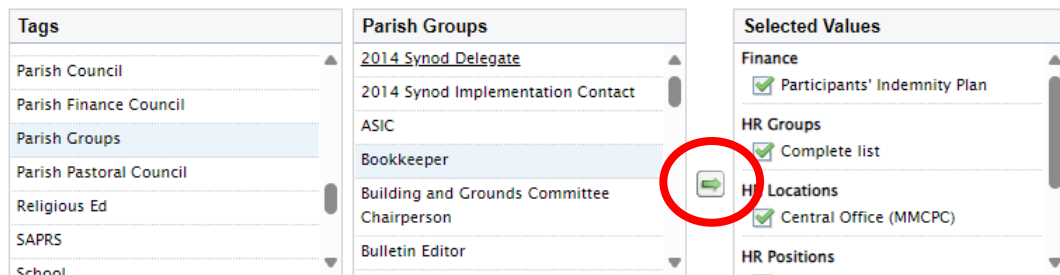 Tags
Parish Council
Parish Finance Council
Parish Groups
Parish Pastoral Council
Religious Ed
SAPRS
School
Parish Groups
2014 Synod Delegate
2014 Synod Implementation Contact
ASIC
Bookkeeper
Building and Grounds Committee
Chairperson
Bulletin Editor
Selected Values
Finance
Participants' Indemnity Plan
HR Groups
Complete list
HR Locations
Central Office (MMCPC)
HR Positions